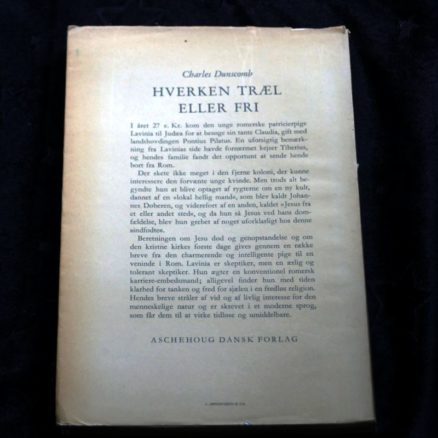 Charles Dunscomb
HVERKEN TRÆL
ELLER FRI
I året 27 e. Kr. kom den unge romerske patricierpige
Lavinia til Judæa for at besøge sin tante Claudia, gift med
landshøvdingen Pontius Pilatus. En uforsigtig bemærk-
ning fra Lavinias side havde fornærmet kejser Tiberius,
og hendes familie fandt det opportunt at sende hende
bort fra Rom.
Der skete ikke meget i den fjerne koloni, der kunne
interessere den forvante unge kvinde. Men trods alt be-
gyndte hun at blive optaget af rygterne om en ny kult,
dannet af en »lokal hellig mand, som blev kaldt Johan-
nes Døberen, og videreført af en anden, kaldet »Jesus fra
et eller andet sted«, og da hun så Jesus ved hans dom-
fældelse, blev hun grebet af noget uforklarligt hos denne
sindfodte«.
Beretningen om Jesu død og genopstandelse og om
den kristne kirkes første dage gives gennem en række
breve fra den charmerende og intelligente pige til en
veninde i Rom. Lavinia er skeptiker, men en ærlig og
tolerant skeptiker. Hun ægter en konventionel romersk
karriere-embedsmand; alligevel finder hun med tiden
klarhed for tanken og fred for sjælen i en fredløs religion.
Hendes breve stråler af vid og af livlig interesse for den
menneskelige natur og er skrevet i et moderne sprog,
som får dem til at virke tidløse og umiddelbare.
ASCHEHOUG DANSK FORLAG